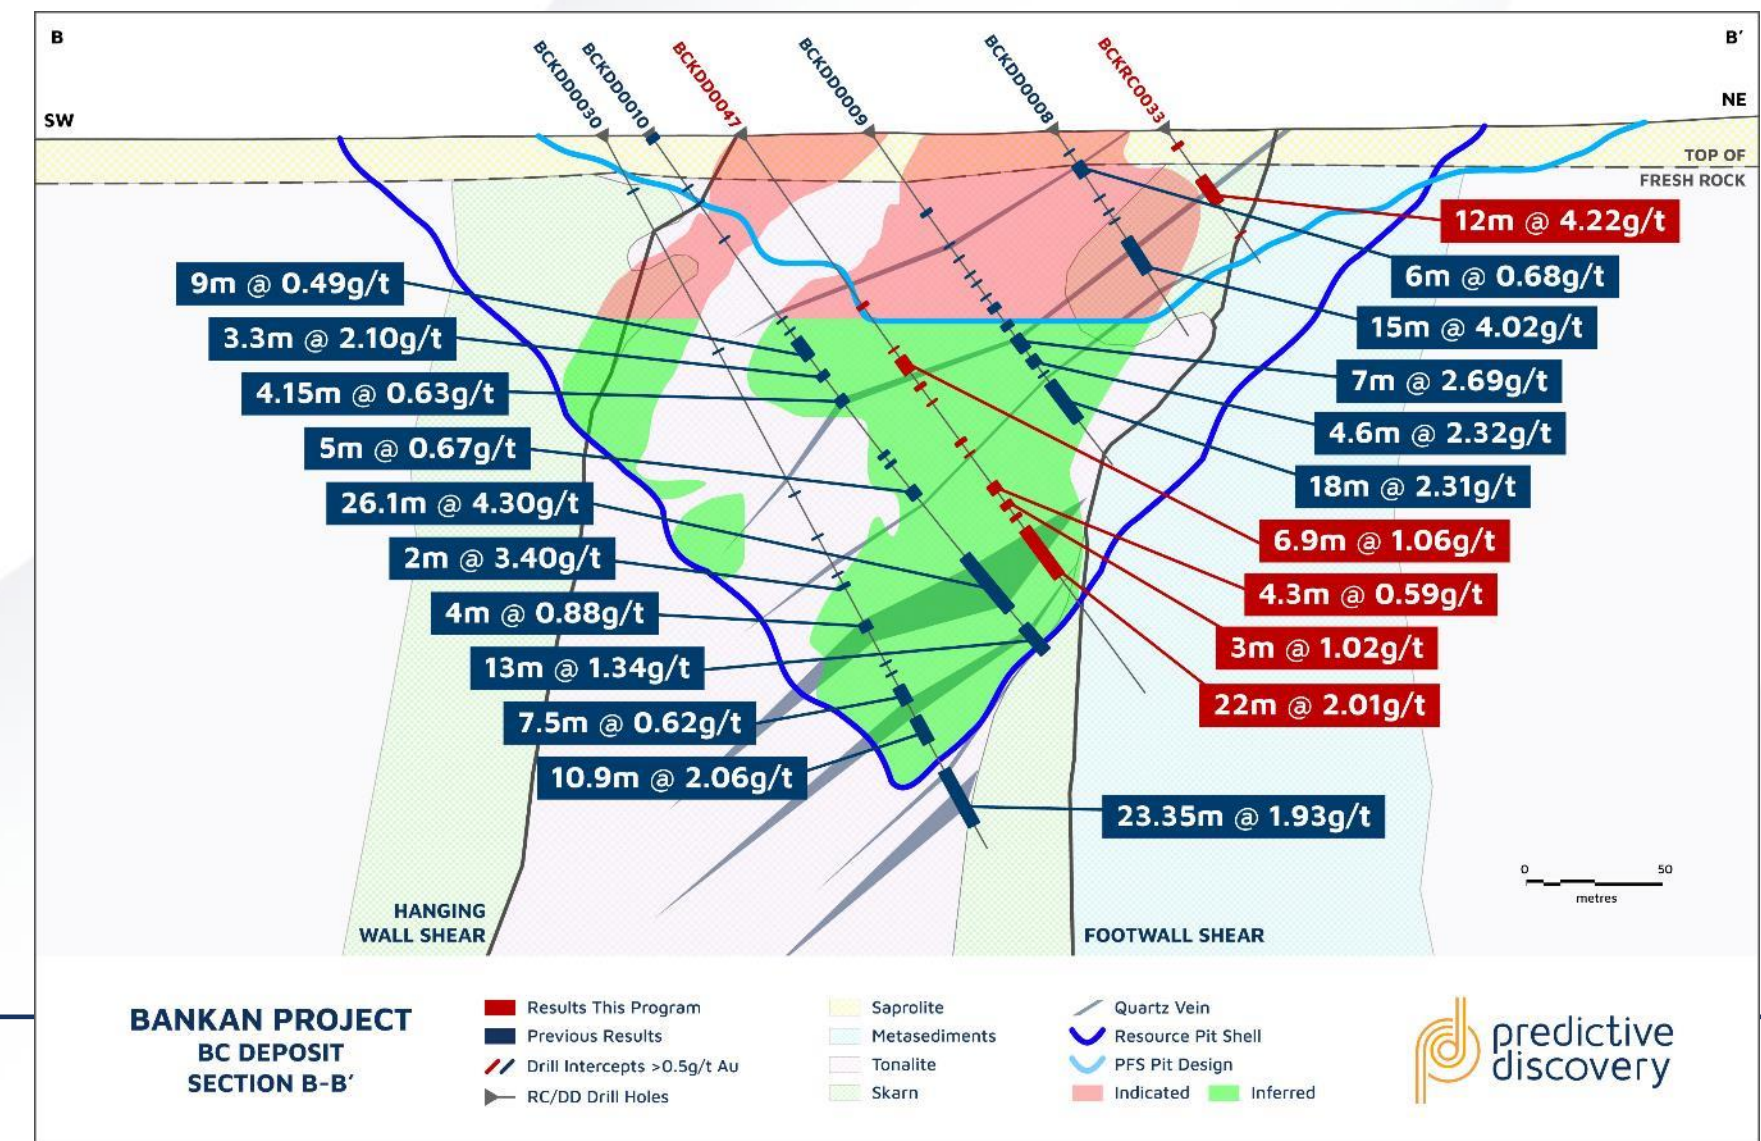 B
B'
SW
NE
BCKDD0030
BCKDD0010
BCKDD0047
BCKDD0009
BCKDD0008
BCKRC0033
TOP OF
FRESH ROCK
12m @ 4.22g/t
6m @ 0.68g/t
15m @ 4.02g/t
7m @ 2.69g/t
4.6m @ 2.32g/t
18m @ 2.31g/t
6.9m @ 1.06g/t
4.3m @ 0.59g/t
3m @ 1.02g/t
22m @ 2.01g/t
23.35m @ 1.93g/t
9m @ 0.49g/t
3.3m @ 2.10g/t
4.15m @ 0.63g/t
5m @ 0.67g/t
26.1m @ 4.30g/t
2m @ 3.40g/t
4m @ 0.88g/t
13m @ 1.34g/t
7.5m @ 0.62g/t
10.9m @ 2.06g/t
0 50
metres
HANGING
WALL SHEAR
FOOTWALL SHEAR
BANKAN PROJECT
BC DEPOSIT
SECTION B-B'
Results This Program
Previous Results
Drill Intercepts >0.5g/t Au
RC/DD Drill Holes
Saprolite
Metasediments
Tonalite
Skarn
Quartz Vein
Resource Pit Shell
PFS Pit Design
Indicated Inferred
predictive
discovery